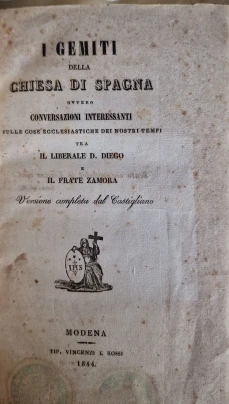 I GEMITI
DELLA
CHIESA DI SPAGNA
OVVERO
CONVERSAZIONI INTERESSANTI
SULLE COSE ECCLESIASTICHE DEI NOSTRI TEMPI
TRA
IL LIBERALE D. DIEGO
E
IL FRATE ZAMORA
Versione completa dal Castigliano
IHS
MODENA
TIP. VINCENZI E ROSSI
1844.